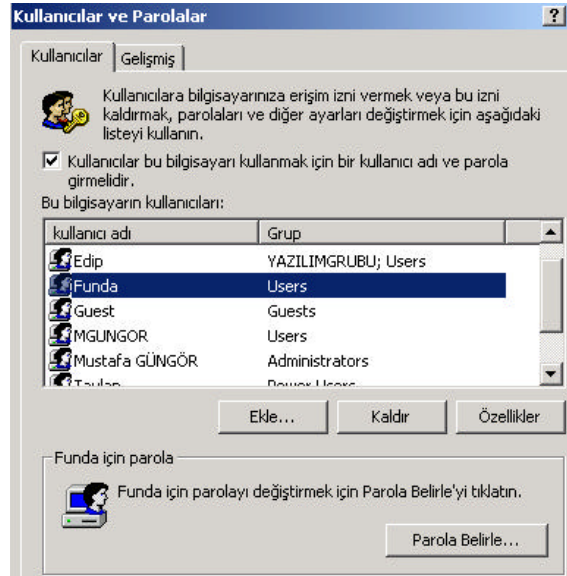 Kullanıcılar ve Parolalar
?
Kullanıcılar
Gelişmiş
Kullanıcılara bilgisayarınıza erişim izni vermek veya bu izni
kaldırmak, parolaları ve diğer ayarları değiştirmek için aşağıdaki
listeyi kullanın.
Kullanıcılar bu bilgisayarı kullanmak için bir kullanıcı adı ve parola
girmelidir.
Bu bilgisayarın kullanıcıları:
kullanıcı adı Grup
Edip YAZILIMGRUBU; Users
Funda Users
Guest Guests
MGUNGOR Users
Mustafa GÜNGÖR Administrators
Power Users
Ekle... Kaldır Özellikler
Funda için parola
Funda için parolayı değiştirmek için Parola Belirle'yi tıklatın.
Parola Belirle...